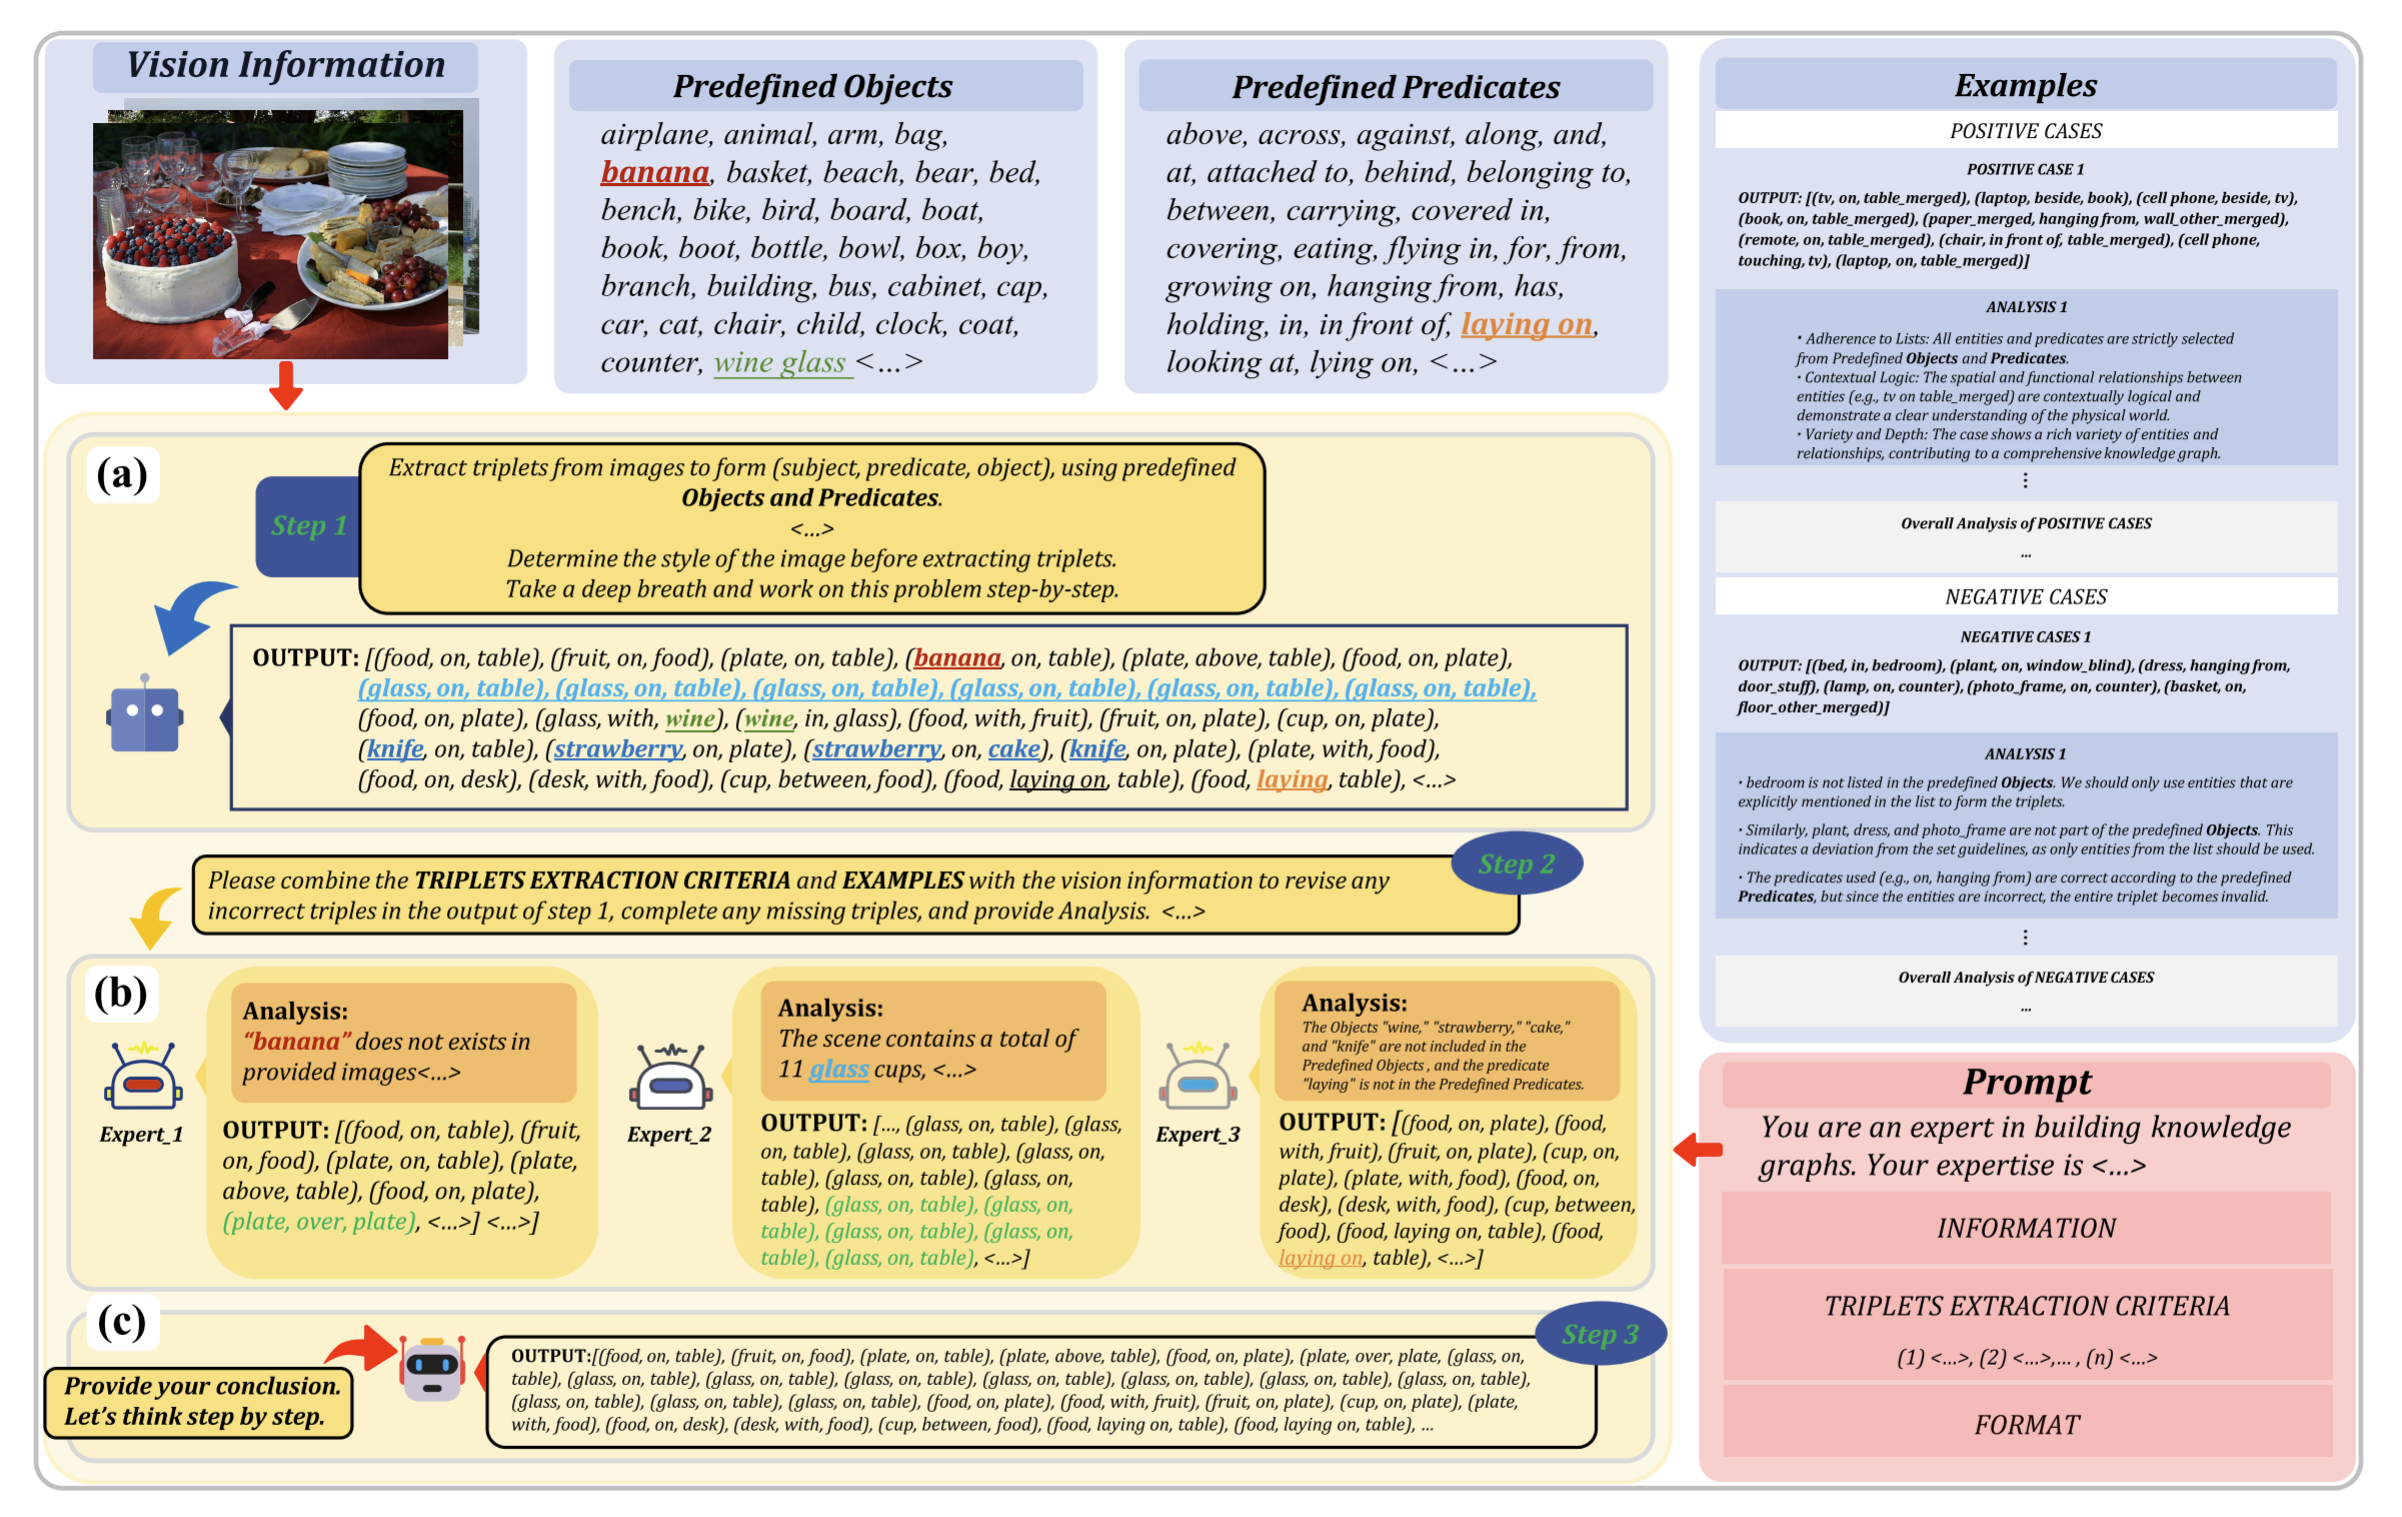 Vision Information
Predefined Objects
airplane, animal, arm, bag,
banana, basket, beach, bear, bed,
bench, bike, bird, board, boat,
book, boot, bottle, bowl, box, boy,
branch, building, bus, cabinet, cap,
car, cat, chair, child, clock, coat,
counter, wine glass <...>
Predefined Predicates
above, across, against, along, and,
at, attached to, behind, belonging to,
between, carrying, covered in,
covering, eating, flying in, for, from,
growing on, hanging from, has,
holding, in, in front of, laying on,
looking at, lying on, <...>
(a)
Step 1
Extract triplets from images to form (subject, predicate, object), using predefined
Objects and Predicates.
<...>
Determine the style of the image before extracting triplets.
Take a deep breath and work on this problem step-by-step.
OUTPUT: [(food, on, table), (fruit, on, food), (plate, on, table), (banana, on, table), (plate, above, table), (food, on, plate),
(glass, on, table), (glass, on, table), (glass, on, table), (glass, on, table), (glass, on, table), (glass, on, table),
(food, on, plate), (glass, with, wine), (wine, in, glass), (food, with, fruit), (fruit, on, plate), (cup, on, plate),
(knife, on, table), (strawberry, on, plate), (strawberry, on, cake), (knife, on, plate), (plate, with, food),
(food, on, desk), (desk, with, food), (cup, between, food), (food, laying on, table), (food, laying, table), <...>
Step 2
Please combine the TRIPLETS EXTRACTION CRITERIA and EXAMPLES with the vision information to revise any
incorrect triples in the output of step 1, complete any missing triples, and provide Analysis. <...>
(b)
Expert_1
Analysis:
“banana” does not exists in
provided images<...>
OUTPUT: [(food, on, table), (fruit,
on, food), (plate, on, table), (plate,
above, table), (food, on, plate),
(plate, over, plate), <...>] <...>]
Expert_2
Analysis:
The scene contains a total of
11 glass cups, <...>
OUTPUT: [..., (glass, on, table), (glass,
on, table), (glass, on, table), (glass, on,
table), (glass, on, table), (glass, on,
table), (glass, on, table), (glass, on,
table), (glass, on, table), (glass, on,
table), (glass, on, table), <...>]
Expert_3
Analysis:
The Objects "wine," "strawberry," "cake,"
and "knife" are not included in the
Predefined Objects , and the predicate
"laying" is not in the Predefined Predicates.
OUTPUT: [(food, on, plate), (food,
with, fruit), (fruit, on, plate), (cup, on,
plate), (plate, with, food), (food, on,
desk), (desk, with, food), (cup, between,
food), (food, laying on, table), (food,
laying on, table), <...>]
(c)
Provide your conclusion.
Let's think step by step.
Step 3
OUTPUT:[(food, on, table), (fruit, on, food), (plate, on, table), (plate, above, table), (food, on, plate), (plate, over, plate, (glass, on,
table), (glass, on, table), (glass, on, table), (glass, on, table), (glass, on, table), (glass, on, table), (glass, on, table), (glass, on, table),
(glass, on, table), (glass, on, table), (glass, on, table), (food, on, plate), (food, with, fruit), (fruit, on, plate), (cup, on, plate), (plate,
with, food), (food, on, desk), (desk, with, food), (cup, between, food), (food, laying on, table), (food, laying on, table), ...
Examples
POSITIVE CASES
POSITIVE CASE 1
OUTPUT: [(tv, on, table_merged), (laptop, beside, book), (cell phone, beside, tv),
(book, on, table_merged), (paper_merged, hanging from, wall_other_merged),
(remote, on, table_merged), (chair, in front of, table_merged), (cell phone,
touching, tv), (laptop, on, table_merged)]
ANALYSIS 1
• Adherence to Lists: All entities and predicates are strictly selected
from Predefined Objects and Predicates.
• Contextual Logic: The spatial and functional relationships between
entities (e.g., tv on table_merged) are contextually logical and
demonstrate a clear understanding of the physical world.
• Variety and Depth: The case shows a rich variety of entities and
relationships, contributing to a comprehensive knowledge graph.
⋮
Overall Analysis of POSITIVE CASES
...
NEGATIVE CASES
NEGATIVE CASES 1
OUTPUT: [(bed, in, bedroom), (plant, on, window_blind), (dress, hanging from,
door_stuff), (lamp, on, counter), (photo_frame, on, counter), (basket, on,
floor_other_merged)]
ANALYSIS 1
• bedroom is not listed in the predefined Objects. We should only use entities that are
explicitly mentioned in the list to form the triplets.
• Similarly, plant, dress, and photo_frame are not part of the predefined Objects. This
indicates a deviation from the set guidelines, as only entities from the list should be used.
• The predicates used (e.g., on, hanging from) are correct according to the predefined
Predicates, but since the entities are incorrect, the entire triplet becomes invalid.
⋮
Overall Analysis of NEGATIVE CASES
...
Prompt
You are an expert in building knowledge
graphs. Your expertise is <...>
INFORMATION
TRIPLETS EXTRACTION CRITERIA
(1) <...>, (2) <...>,... , (n) <...>
FORMAT